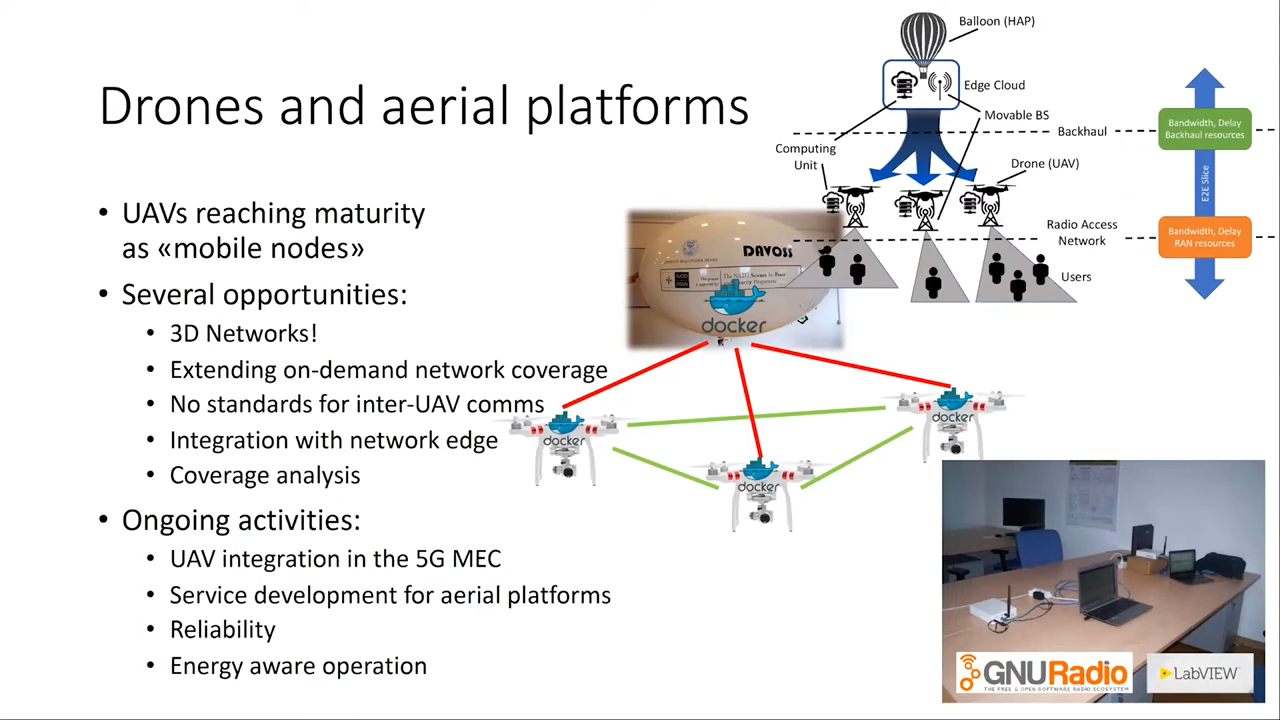 Drones and aerial platforms
• UAVs reaching maturity
as «mobile nodes»
• Several opportunities:
• 3D Networks!
• Extending on-demand network coverage
• No standards for inter-UAV comms
• Integration with network edge
• Coverage analysis
• Ongoing activities:
• UAV integration in the 5G MEC
• Service development for aerial platforms
• Reliability
• Energy aware operation
Balloon (HAP)
Edge Cloud
Movable BS
Backhaul
Computing
Unit
Drone (UAV)
Radio Access
Network
Users
Bandwidth, Delay
Backhaul resources
E2E Slice
Bandwidth, Delay
RAN resources
DAVOSS
docker
docker
docker
docker
GNURadio
THE FREE & OPEN SOFTWARE RADIO ECOSYSTEM
LabVIEW